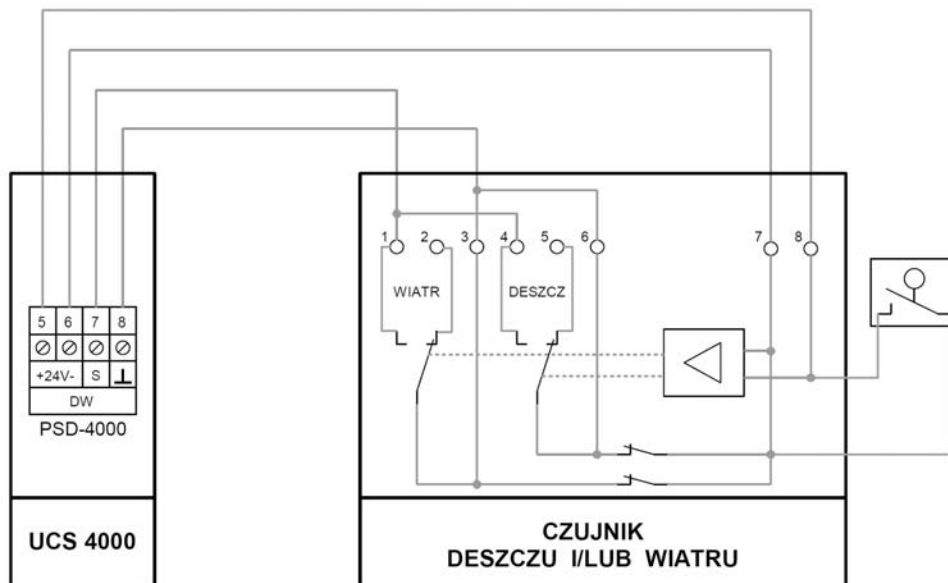 1 2 3 4 5 6 7 8
WIATR DESZCZ
5 6 7 8
+24V- S ⊥
DW
PSD-4000
UCS 4000
CZUJNIK
DESZCZU I/LUB WIATRU